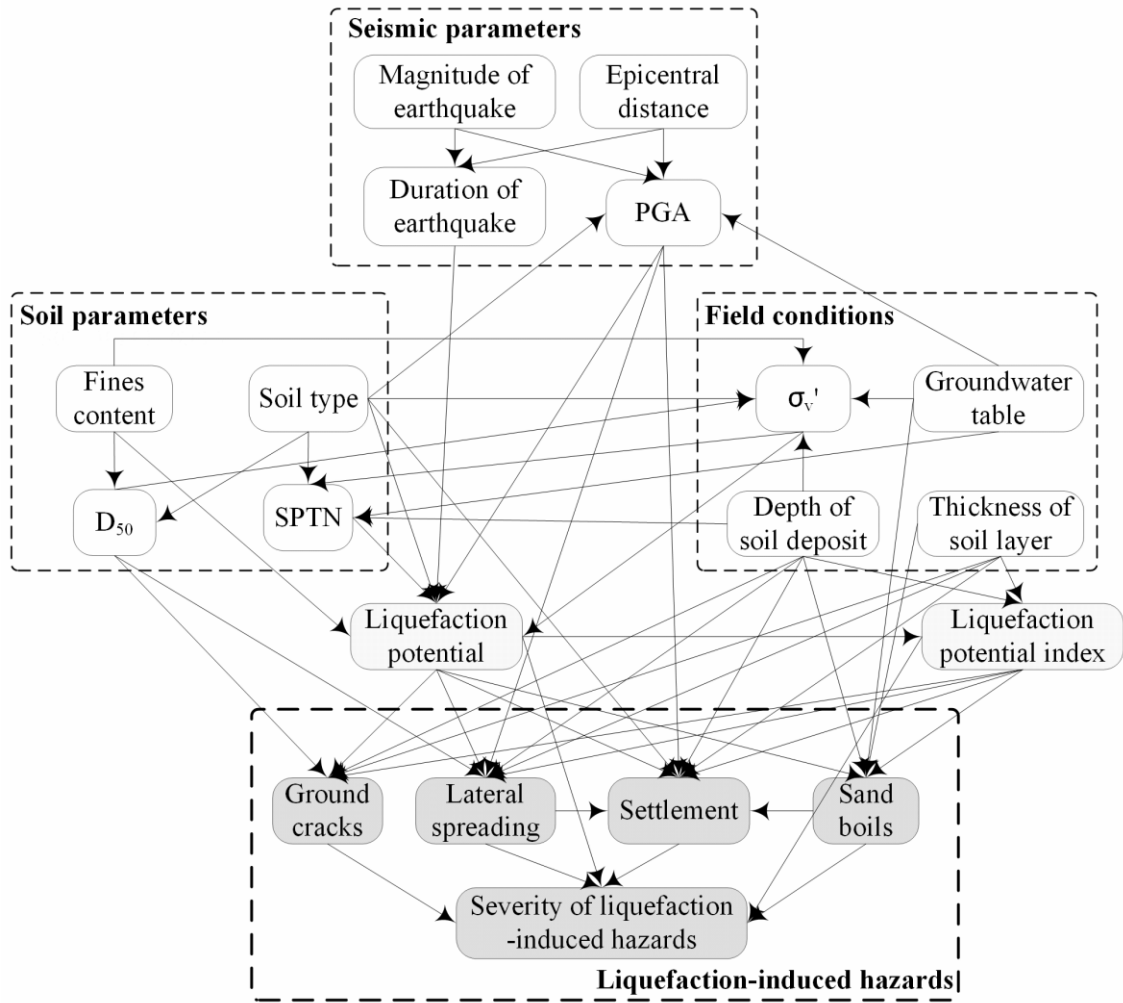 Seismic parameters
Magnitude of
earthquake
Epicentral
distance
Duration of
earthquake
PGA
Soil parameters
Fines
content
Soil type
D₅₀
SPTN
Field conditions
σᵥ'
Groundwater
table
Depth of
soil deposit
Thickness of
soil layer
Liquefaction
potential
Liquefaction
potential index
Ground
cracks
Lateral
spreading
Settlement
Sand
boils
Severity of liquefaction
-induced hazards
Liquefaction-induced hazards